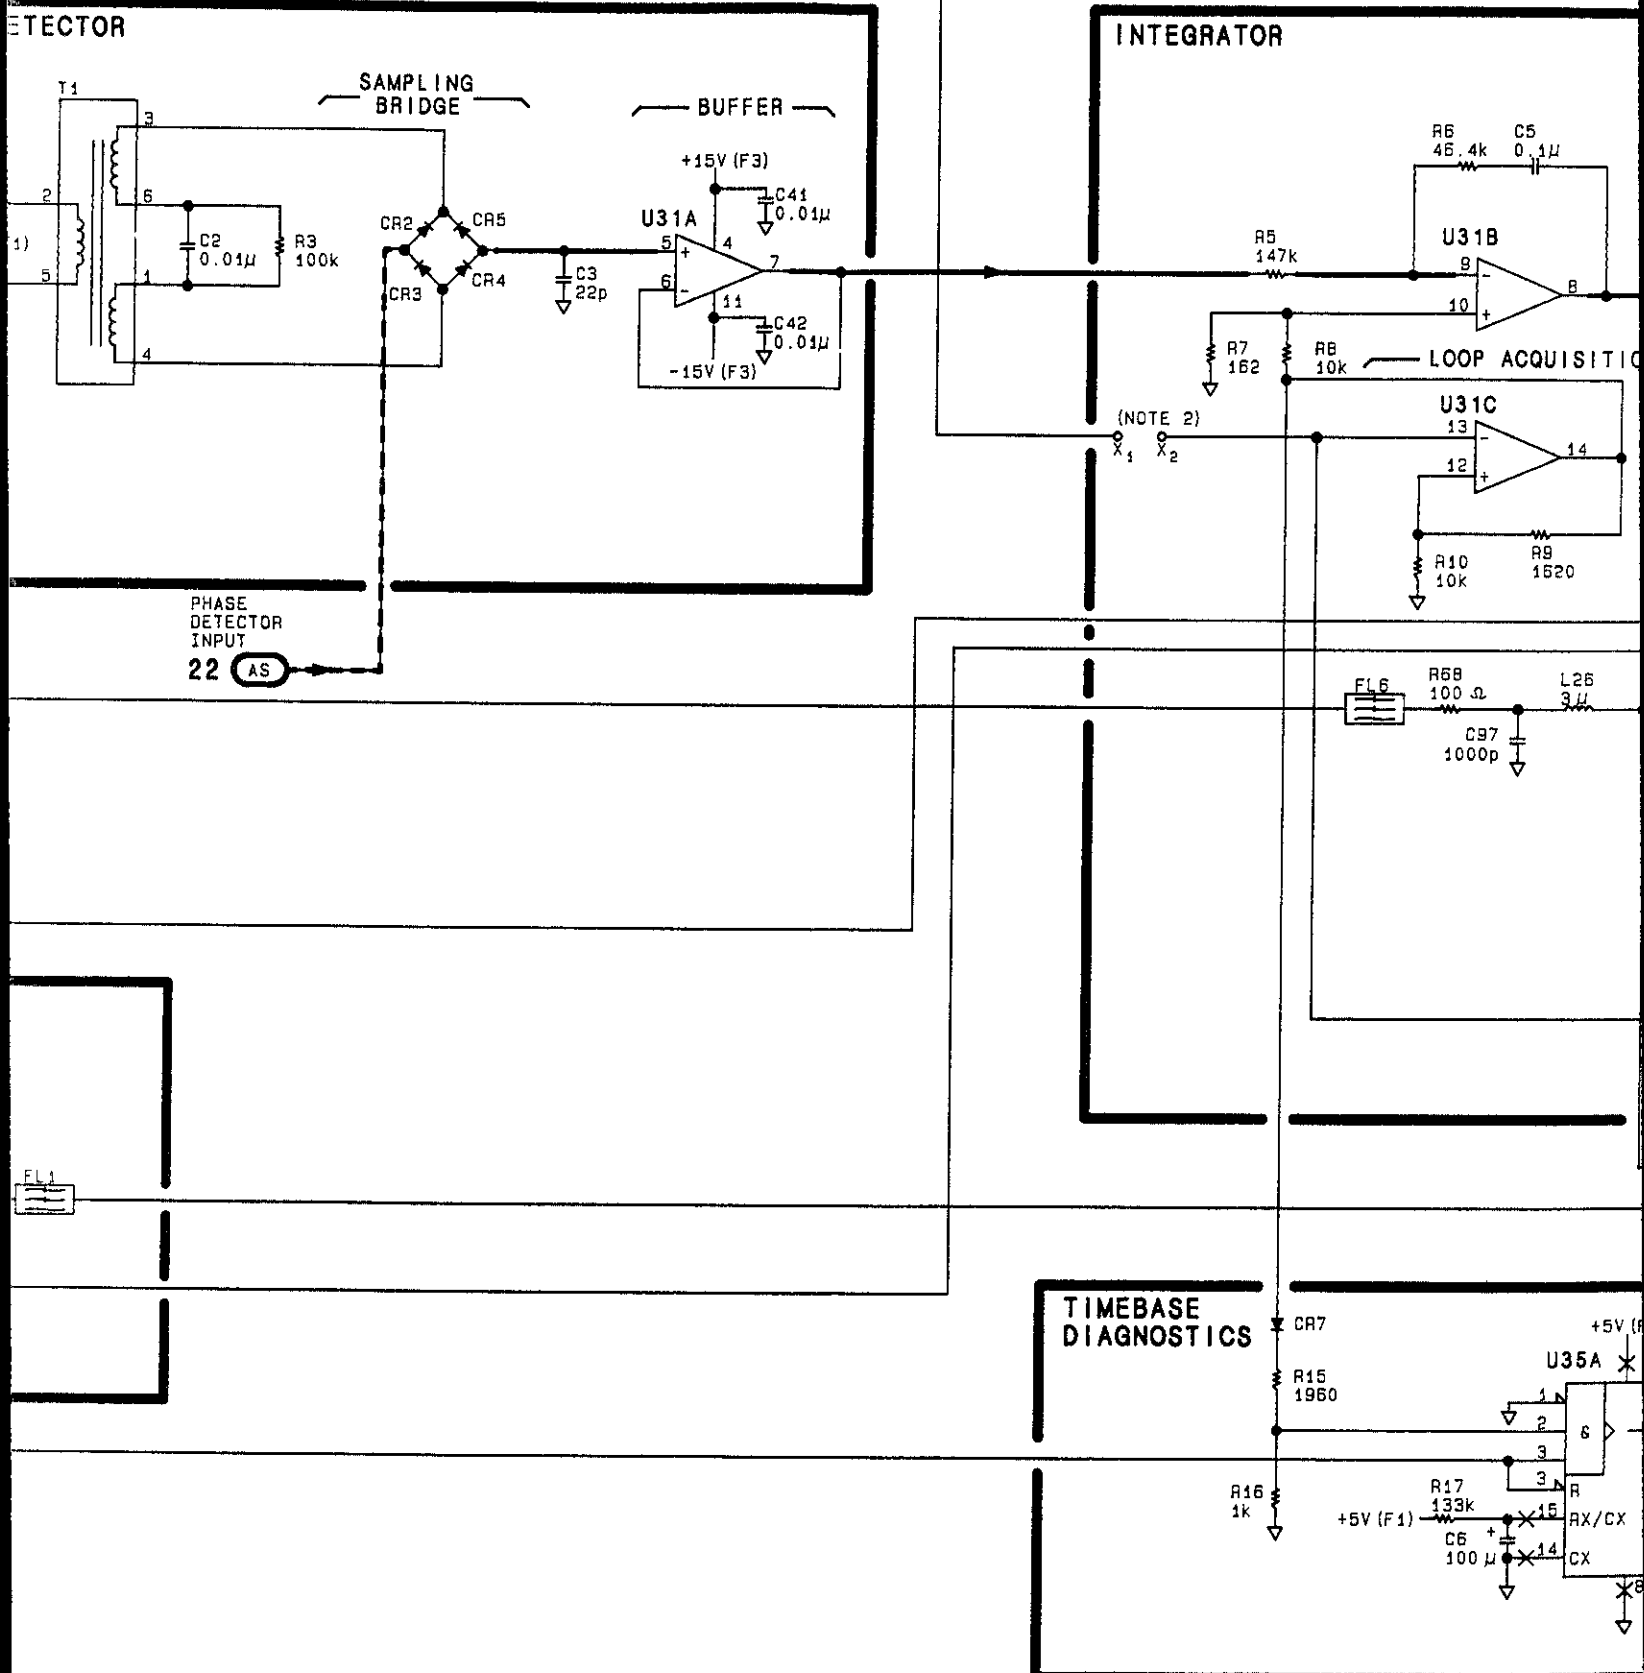 ETECTOR
T1
3
2
6
1)
5
1
4
C2
0.01µ
R3
100k
SAMPLING
BRIDGE
CR2
CR5
CR3
CR4
C3
22p
BUFFER
+15V (F3)
C41
0.01µ
U31A
5
+
4
7
6
-
11
C42
0.01µ
-15V (F3)
PHASE
DETECTOR
INPUT
22
AS
INTEGRATOR
R6
46.4k
C5
0.1µ
R5
147k
U31B
9
-
8
10
+
R7
162
R8
10k
LOOP ACQUISITIO
(NOTE 2)
X1
X2
U31C
13
-
14
12
+
R10
10k
R9
1620
FL6
R68
100 Ω
L26
3 µ
C97
1000p
FL1
TIMEBASE
DIAGNOSTICS
CR7
R15
1960
R16
1k
+5V (F
U35A
1
2
&
3
3
R
R17
133k
+5V (F1)
15
RX/CX
C6
100 µ
+
14
CX
8